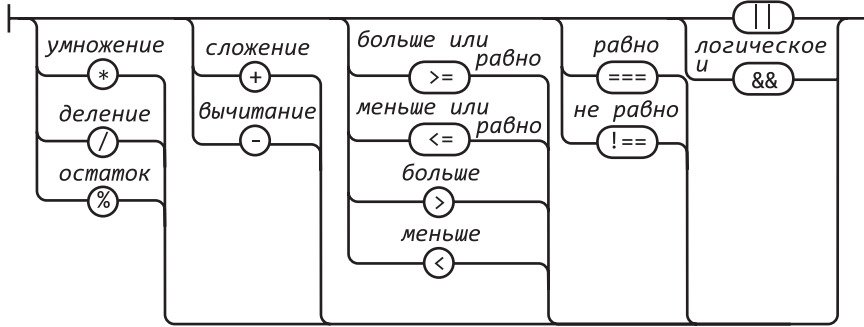 умножение
*
деление
/
остаток
%
сложение
+
вычитание
-
больше или
равно
>=
меньше или
равно
<=
больше
>
меньше
<
равно
===
не равно
!==
||
логическое
и
&&